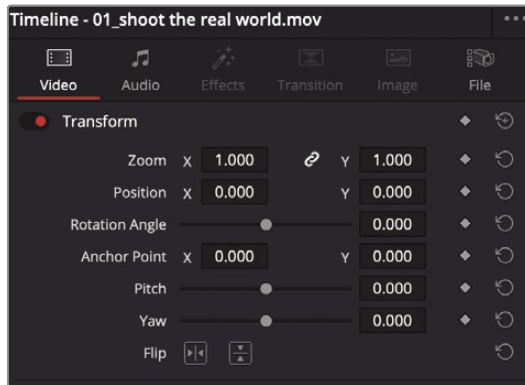 Timeline - 01_shoot the real world.mov
Video Audio Effects Transition Image File
Transform
Zoom X 1.000 Y 1.000
Position X 0.000 Y 0.000
Rotation Angle 0.000
Anchor Point X 0.000 Y 0.000
Pitch 0.000
Yaw 0.000
Flip